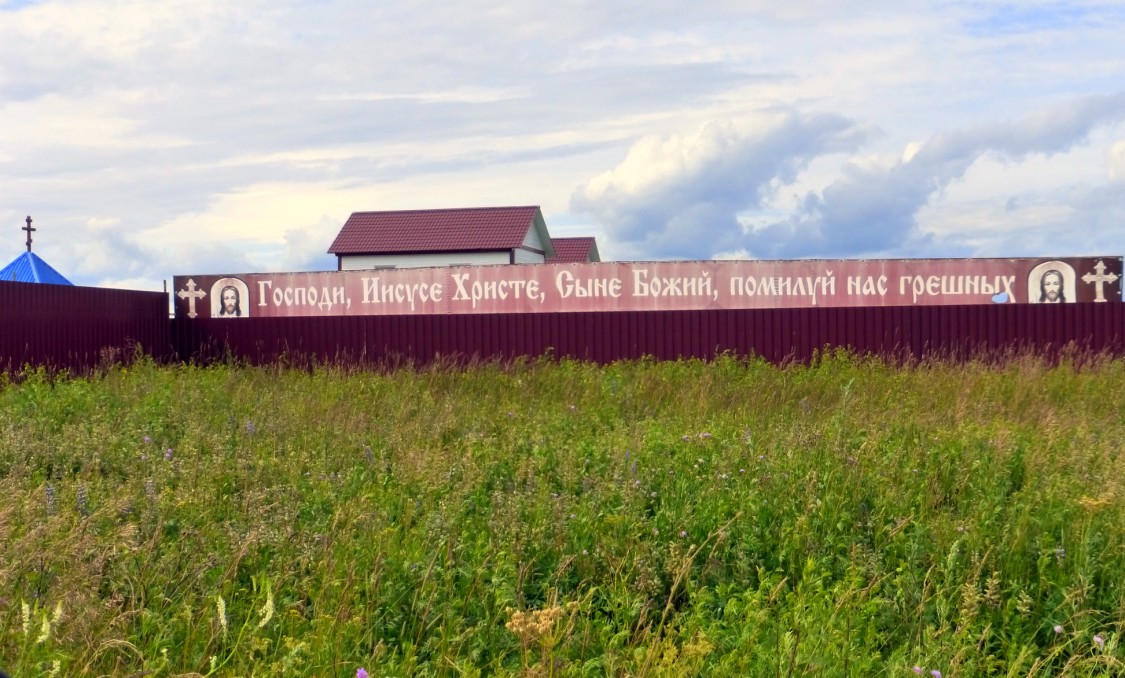 Господи, Иисусе Христе, Сыне Божий, помилуй нас грешных